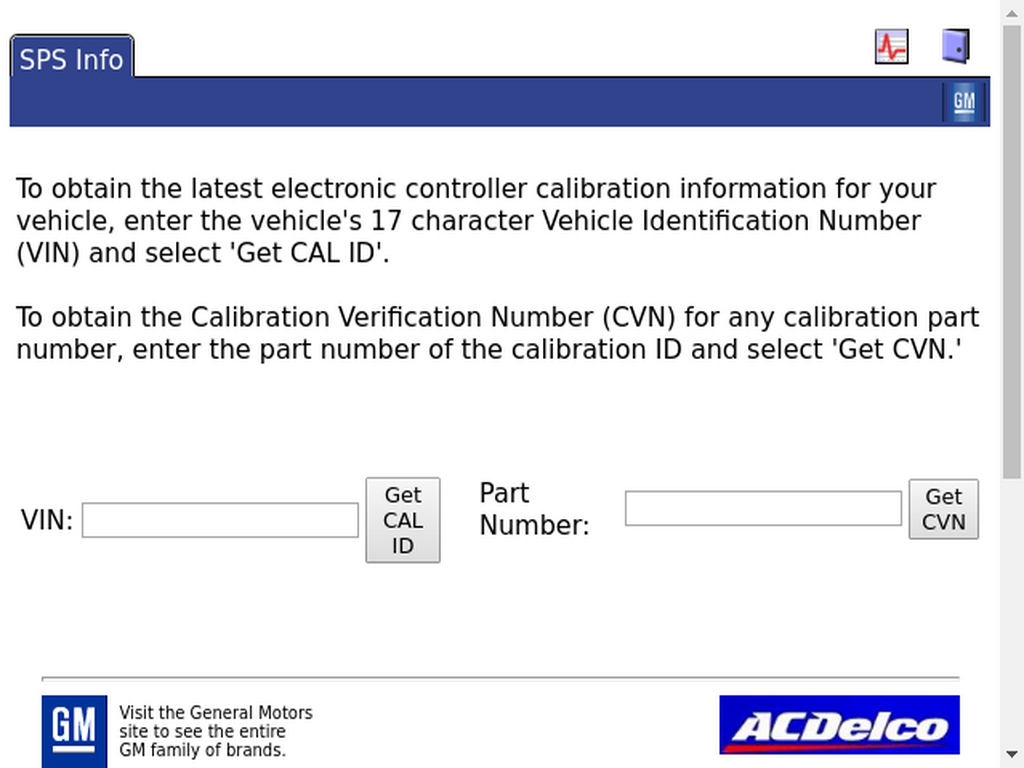 SPS Info
GM
To obtain the latest electronic controller calibration information for your
vehicle, enter the vehicle's 17 character Vehicle Identification Number
(VIN) and select 'Get CAL ID'.
To obtain the Calibration Verification Number (CVN) for any calibration part
number, enter the part number of the calibration ID and select 'Get CVN.'
VIN:
Get
CAL
ID
Part
Number:
Get
CVN
GM
Visit the General Motors
site to see the entire
GM family of brands.
ACDelco